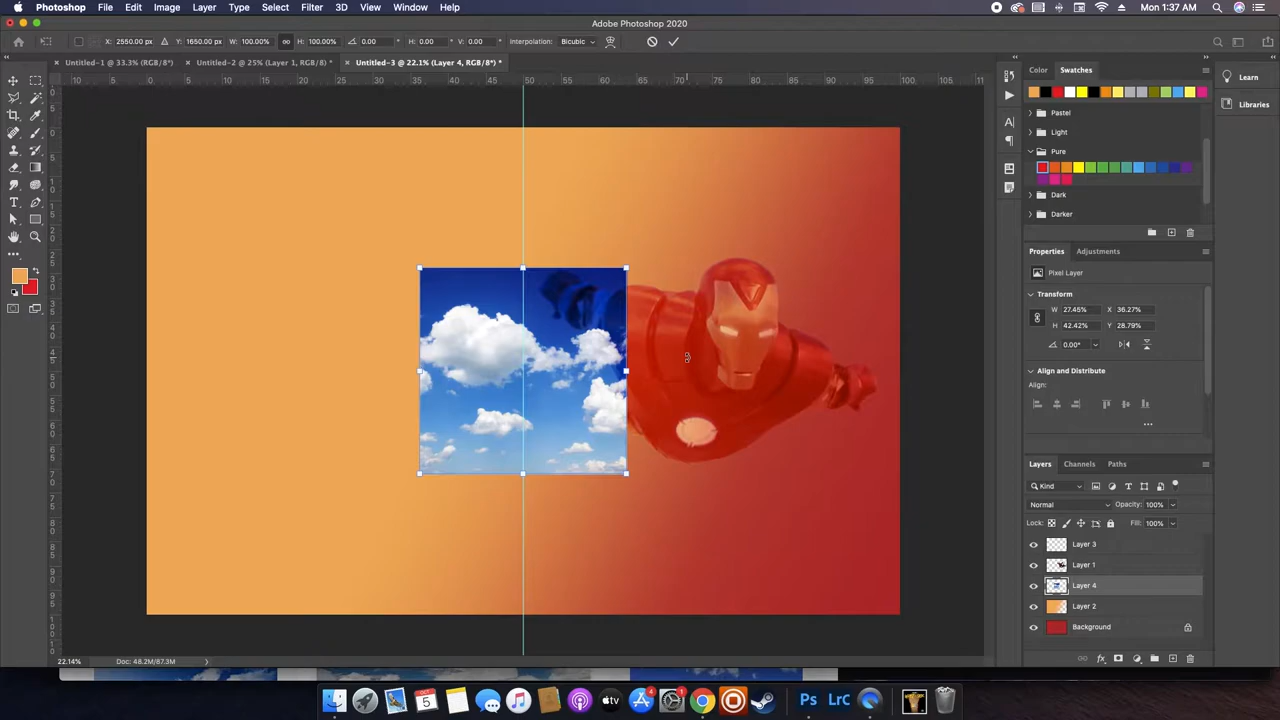 Photoshop File Edit Image Layer Type Select Filter 3D View Window Help Mon 1:37 AM
Adobe Photoshop 2020
X: 2550.00 px Y: 1650.00 px W: 100.00% H: 100.00% 0.00 ° H: 0.00 ° V: 0.00 ° Interpolation: Bicubic
Untitled-1 @ 33.3% (RGB/8*) Untitled-2 @ 25% (Layer 1, RGB/8) * Untitled-3 @ 22.1% (Layer 4, RGB/8*) *
Color Swatches
Learn
Libraries
Pastel
Light
Pure
Dark
Darker
Properties Adjustments
Pixel Layer
Transform
W 27.45% X 36.27%
H 42.42% Y 28.79%
0.00°
Align and Distribute
Align:
Layers Channels Paths
Kind
Normal Opacity: 100%
Lock: Fill: 100%
Layer 3
Layer 1
Layer 4
Layer 2
Background
22.14% Doc: 48.2M/87.3M